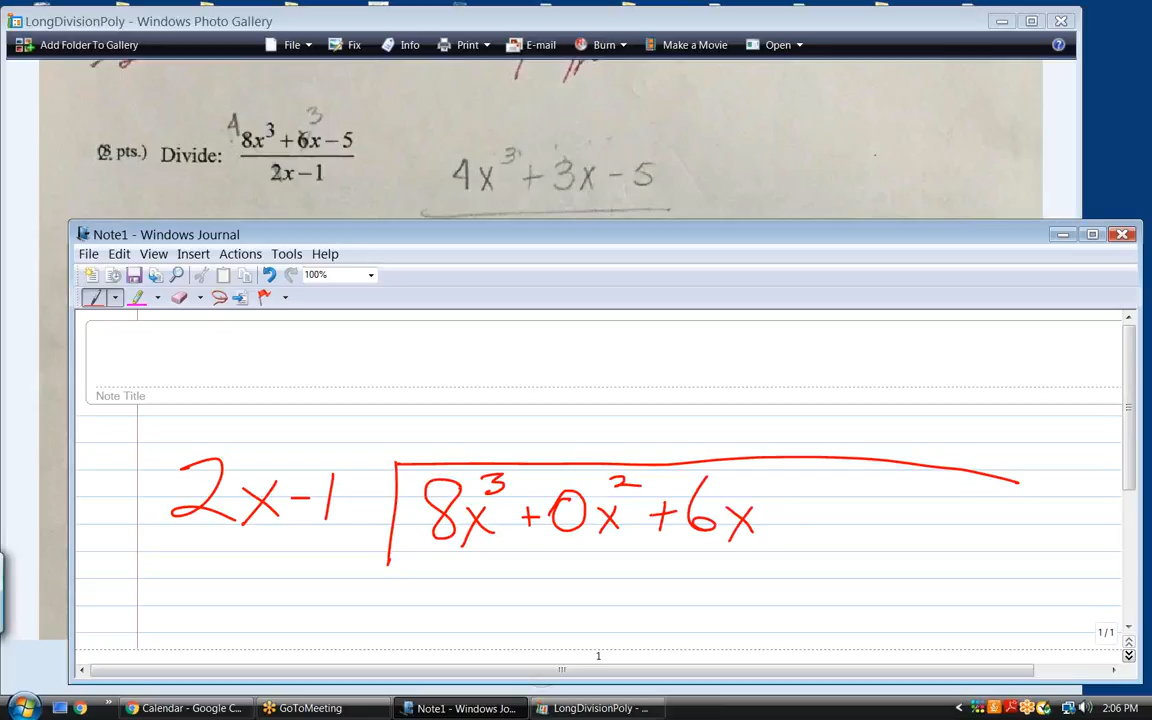 LongDivisionPoly - Windows Photo Gallery
Add Folder To Gallery File Fix Info Print E-mail Burn Make a Movie Open
(8 pts.) Divide: 8x³ + 6x − 5
2x − 1
4 3
4x³ + 3x - 5
Note1 - Windows Journal
File Edit View Insert Actions Tools Help
100%
Note Title
2x-1 8x³ +0x² +6x
1/1
1
Calendar - Google C... GoToMeeting Note1 - Windows Jo... LongDivisionPoly - ... 2:06 PM